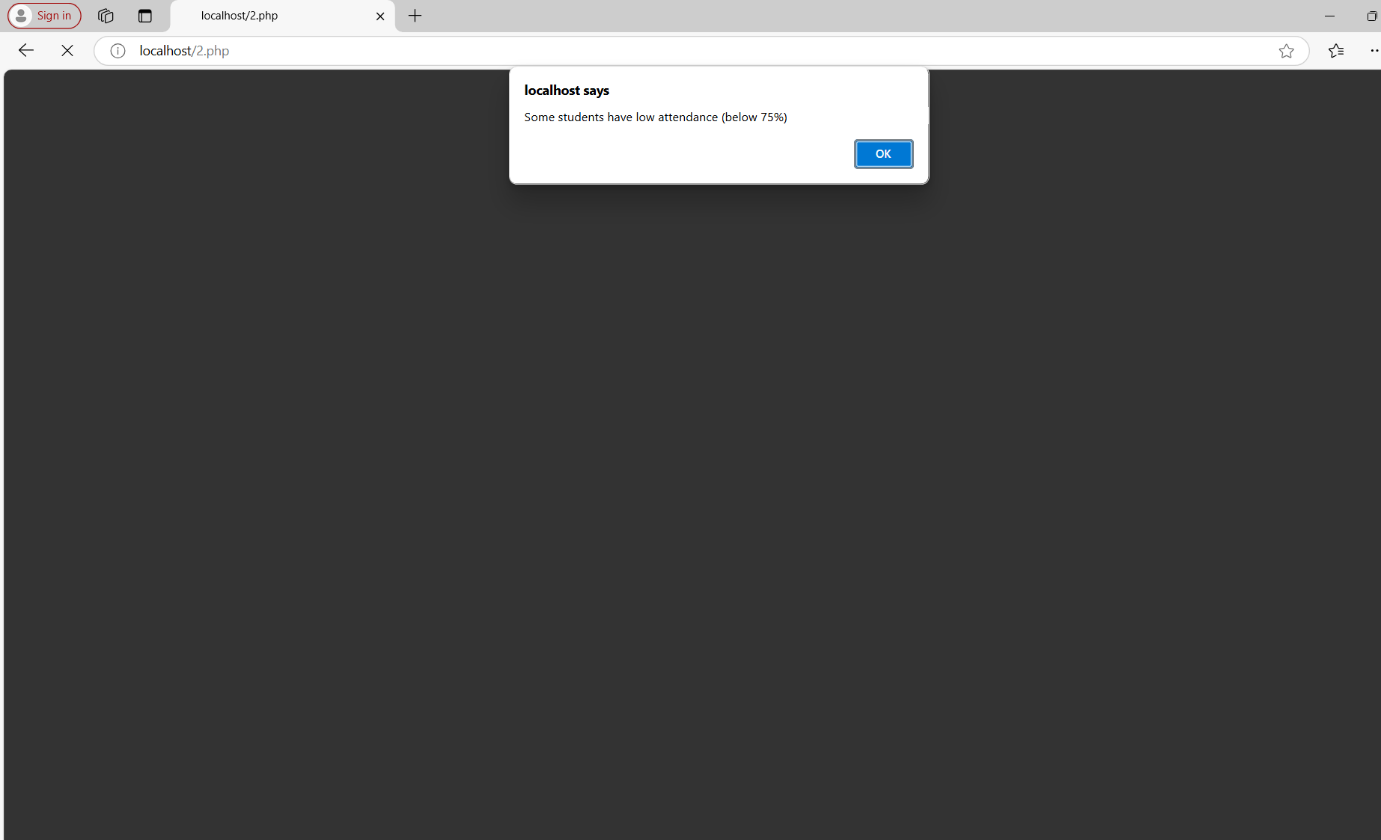 Sign in
localhost/2.php
localhost/2.php
localhost says
Some students have low attendance (below 75%)
OK